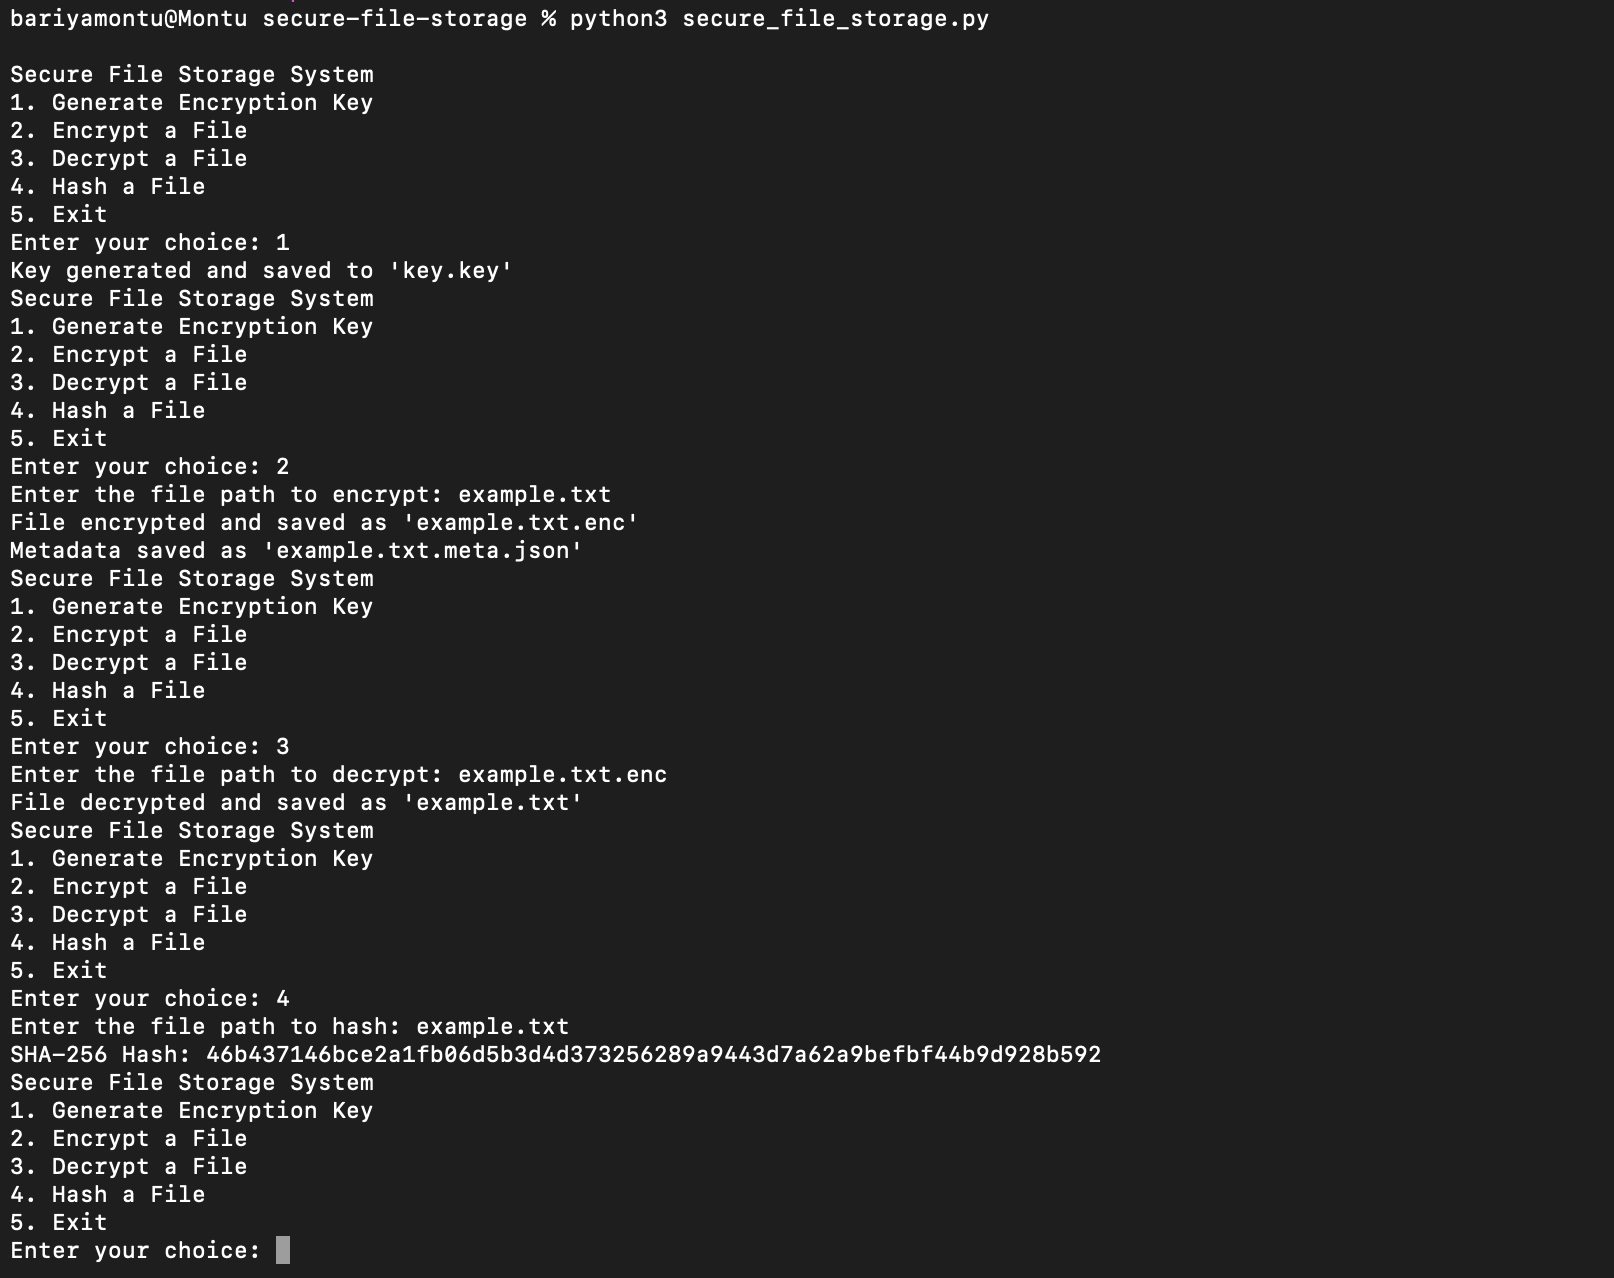 bariyamontu@Montu secure-file-storage % python3 secure_file_storage.py
Secure File Storage System
1. Generate Encryption Key
2. Encrypt a File
3. Decrypt a File
4. Hash a File
5. Exit
Enter your choice: 1
Key generated and saved to 'key.key'
Secure File Storage System
1. Generate Encryption Key
2. Encrypt a File
3. Decrypt a File
4. Hash a File
5. Exit
Enter your choice: 2
Enter the file path to encrypt: example.txt
File encrypted and saved as 'example.txt.enc'
Metadata saved as 'example.txt.meta.json'
Secure File Storage System
1. Generate Encryption Key
2. Encrypt a File
3. Decrypt a File
4. Hash a File
5. Exit
Enter your choice: 3
Enter the file path to decrypt: example.txt.enc
File decrypted and saved as 'example.txt'
Secure File Storage System
1. Generate Encryption Key
2. Encrypt a File
3. Decrypt a File
4. Hash a File
5. Exit
Enter your choice: 4
Enter the file path to hash: example.txt
SHA-256 Hash: 46b437146bce2a1fb06d5b3d4d373256289a9443d7a62a9befbf44b9d928b592
Secure File Storage System
1. Generate Encryption Key
2. Encrypt a File
3. Decrypt a File
4. Hash a File
5. Exit
Enter your choice: